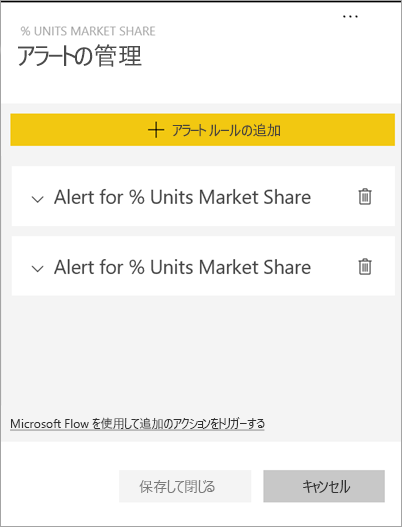 % UNITS MARKET SHARE
アラートの管理
アラート ルールの追加
Alert for % Units Market Share
Alert for % Units Market Share
Microsoft Flow を使用して追加のアクションをトリガーする
保存して閉じる
キャンセル